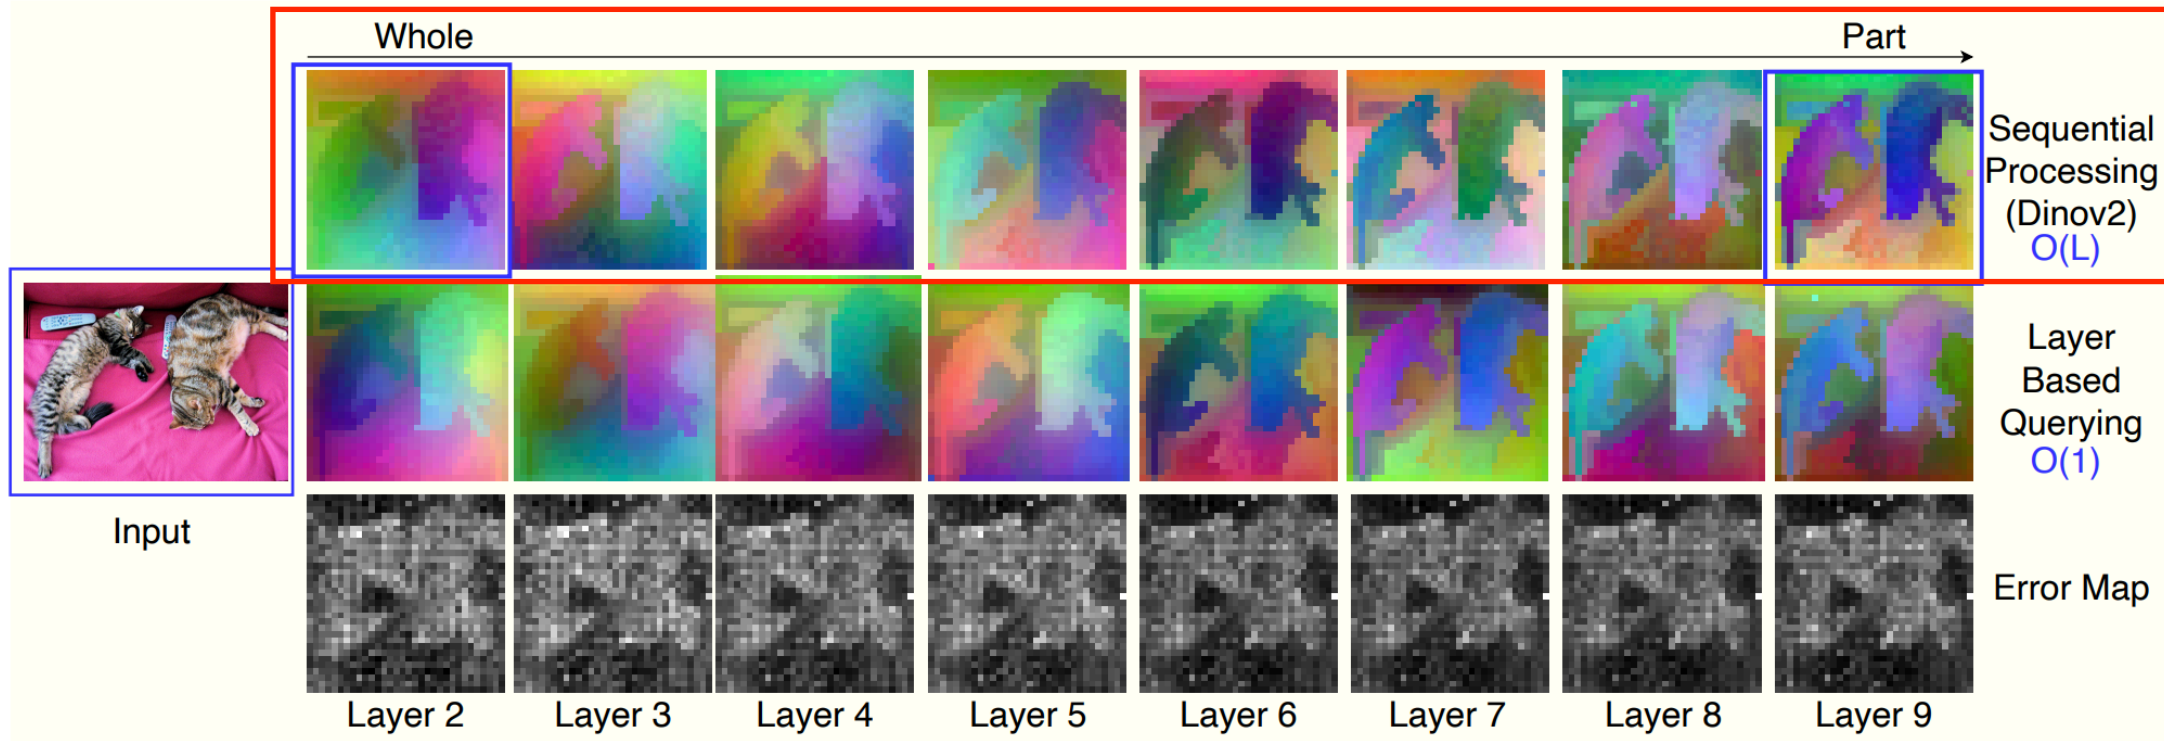 Whole
Part
Sequential
Processing
(Dinov2)
O(L)
Layer
Based
Querying
O(1)
Input
Error Map
Layer 2
Layer 3
Layer 4
Layer 5
Layer 6
Layer 7
Layer 8
Layer 9